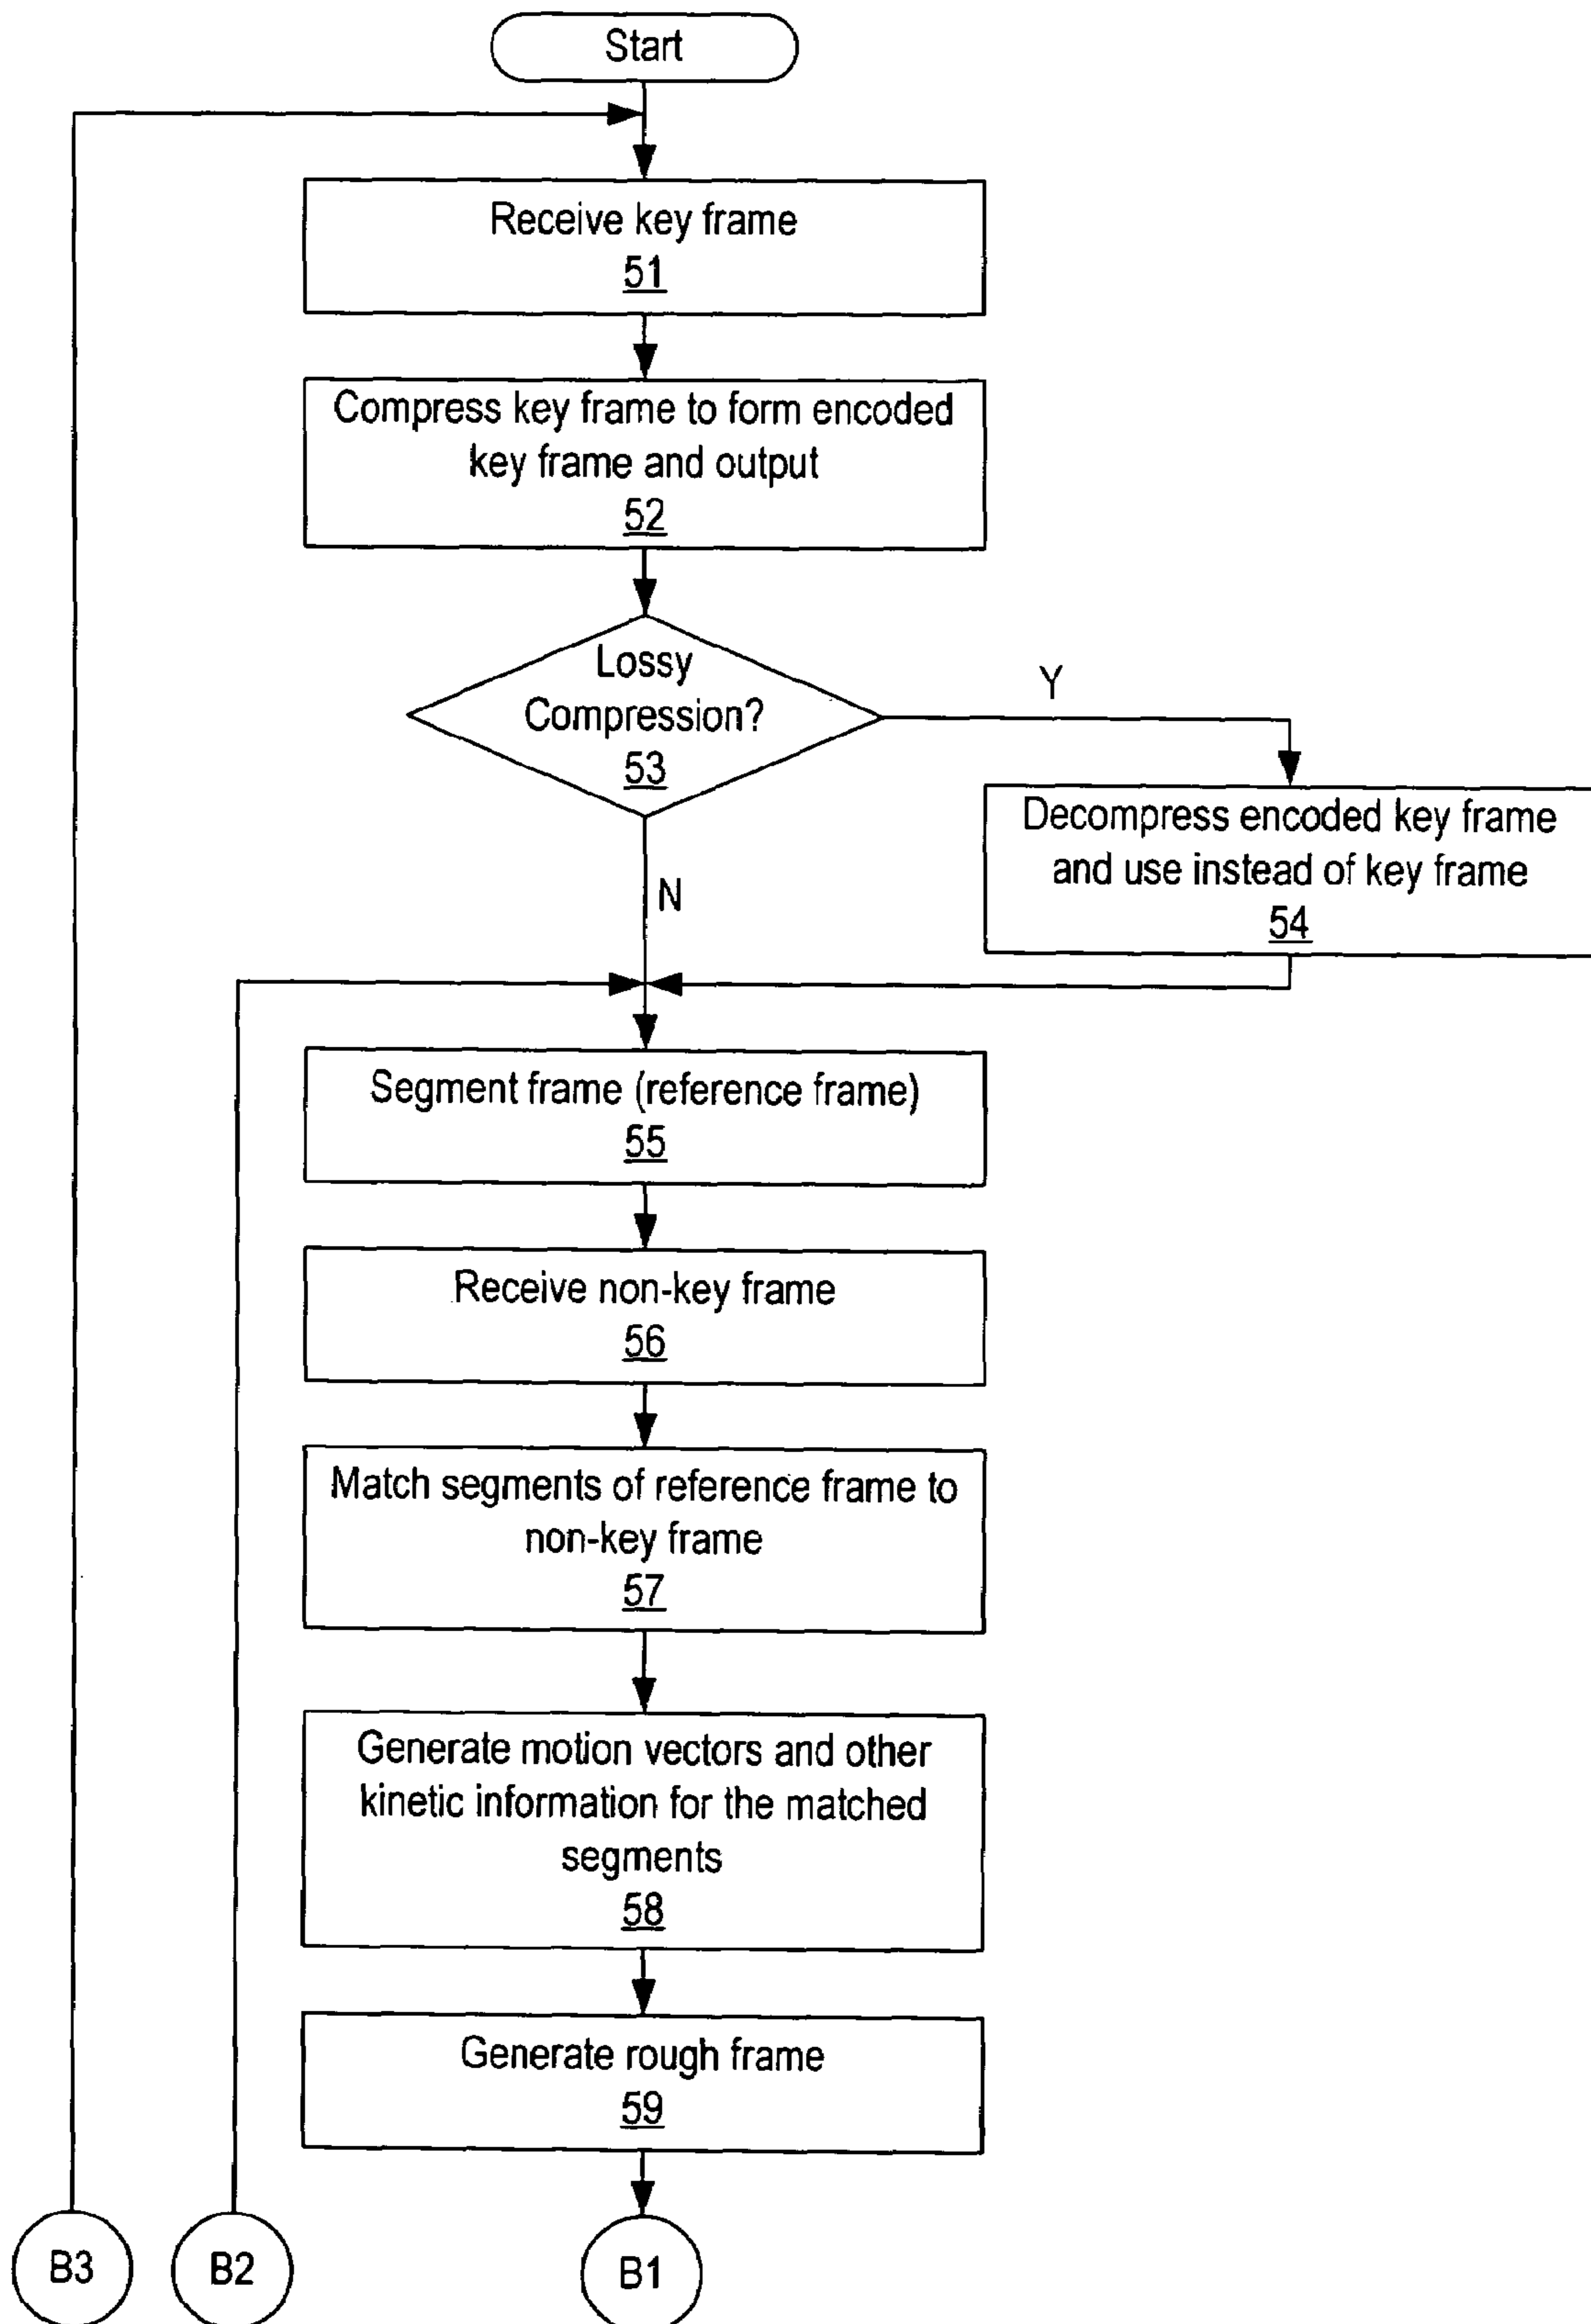 Start
Receive key frame
51
Compress key frame to form encoded
key frame and output
52
Lossy
Compression?
53
Y
N
Decompress encoded key frame
and use instead of key frame
54
Segment frame (reference frame)
55
Receive non-key frame
56
Match segments of reference frame to
non-key frame
57
Generate motion vectors and other
kinetic information for the matched
segments
58
Generate rough frame
59
B3
B2
B1